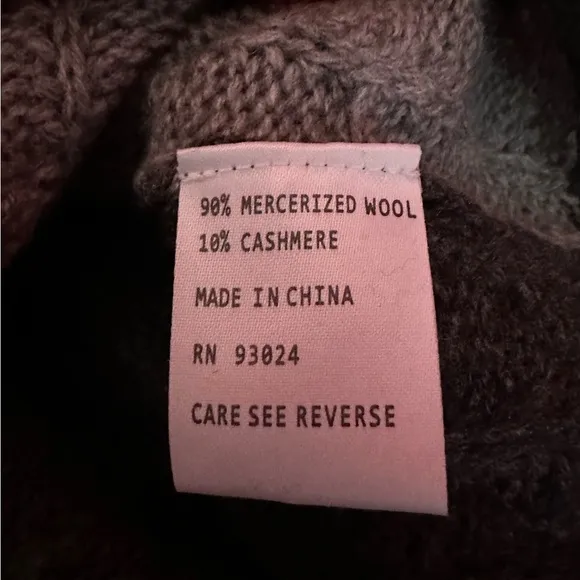 90% MERCERIZED WOOL
10% CASHMERE
MADE IN CHINA
RN 93024
CARE SEE REVERSE